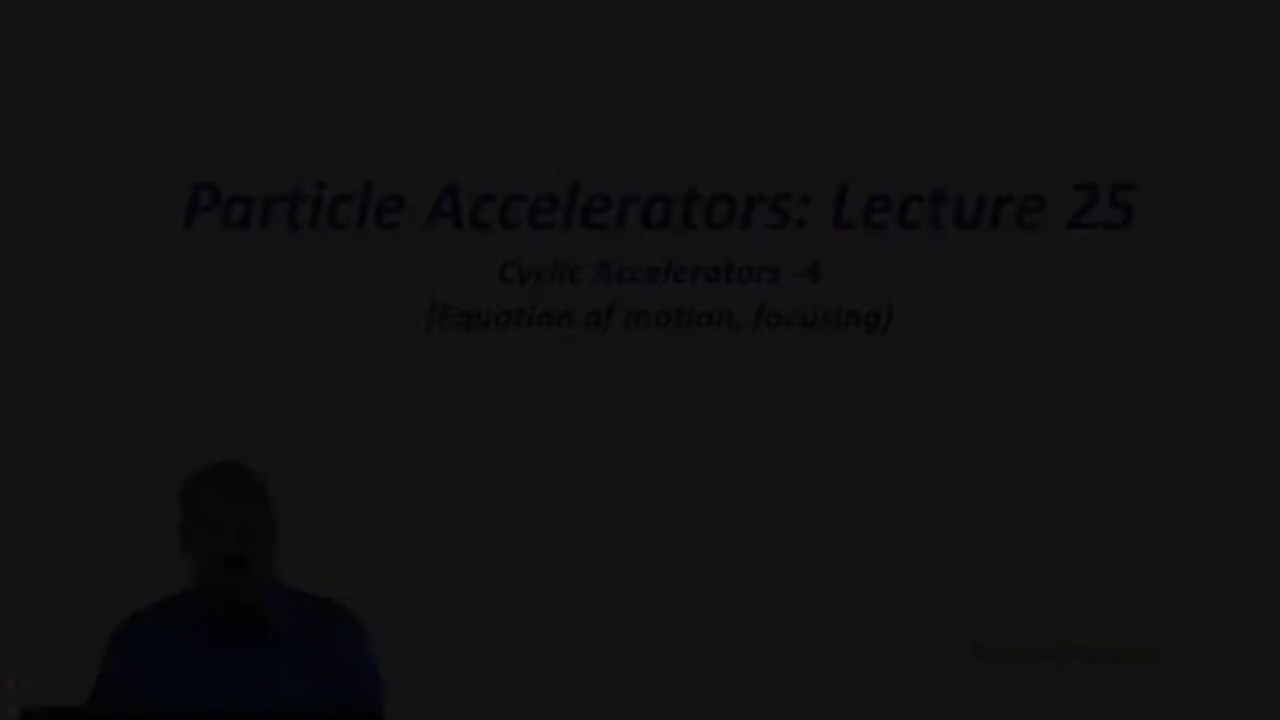 Particle Accelerators: Lecture 25
Cyclic Accelerators -4
(Equation of motion, focusing)